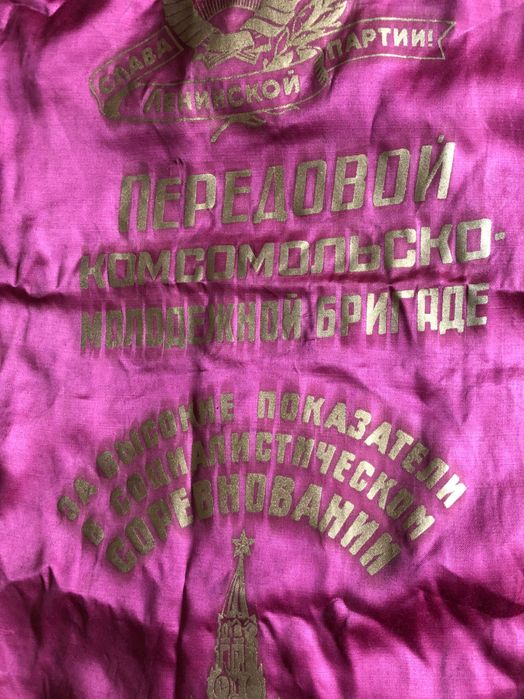 СЛАВА ЛЕНИНСКОЙ ПАРТИИ!
ПЕРЕДОВОЙ
КОМСОМОЛЬСКО-
МОЛОДЕЖНОЙ БРИГАДЕ
ЗА ВЫСОКИЕ ПОКАЗАТЕЛИ
В СОЦИАЛИСТИЧЕСКОМ
СОРЕВНОВАНИИ